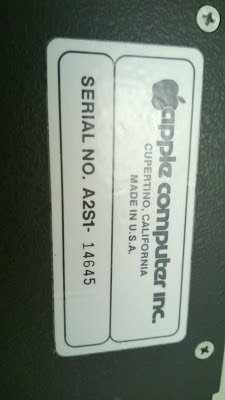 apple computer inc.
CUPERTINO, CALIFORNIA
MADE IN U.S.A.
SERIAL NO. A2S1- 14645